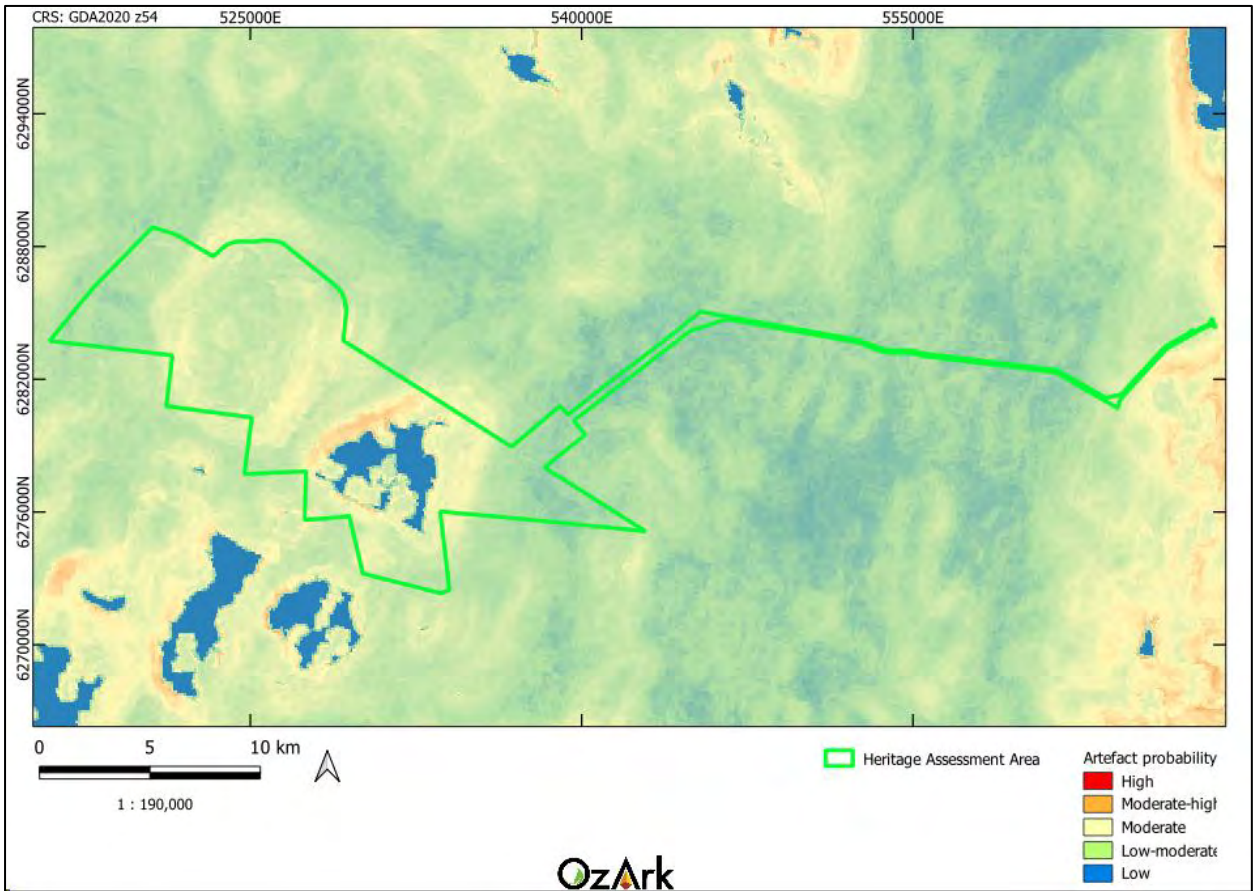 CRS: GDA2020 z54
525000E
540000E
555000E
6294000N
6288000N
6282000N
6276000N
6270000N
0 5 10 km
1 : 190,000
Heritage Assessment Area
Artefact probability
High
Moderate-high
Moderate
Low-moderate
Low
OzArk